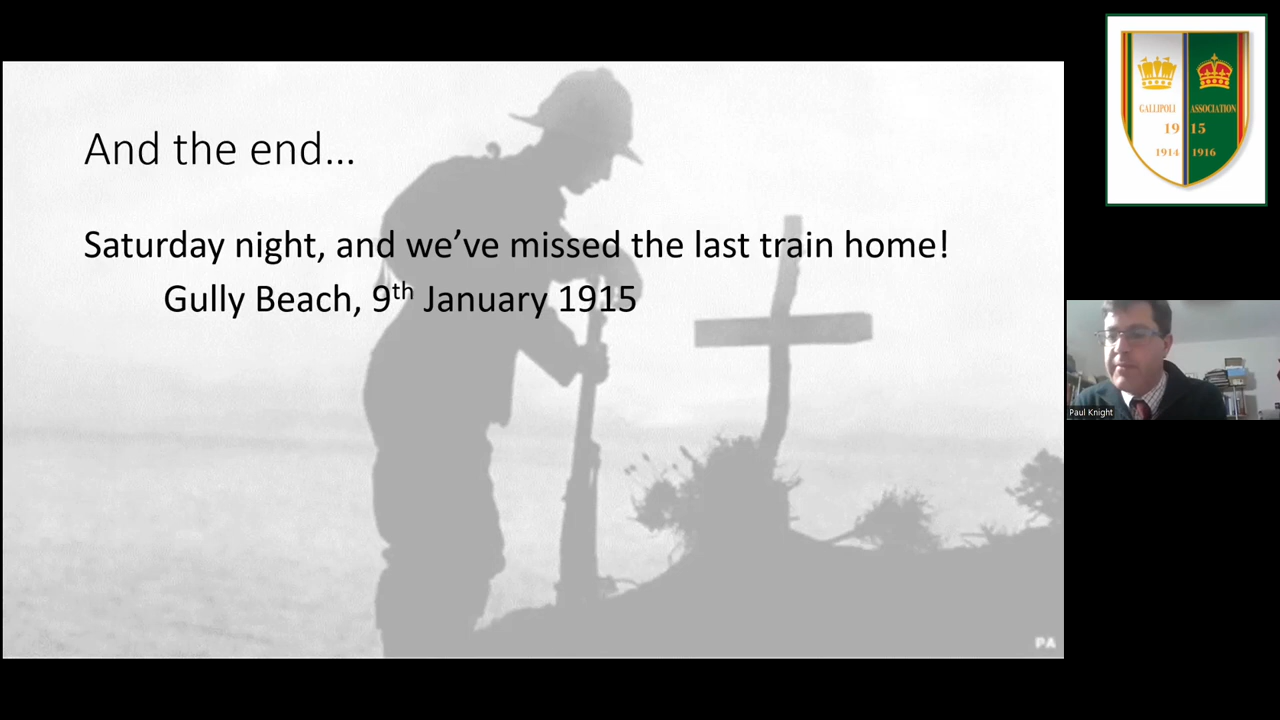 And the end...
Saturday night, and we've missed the last train home!
Gully Beach, 9th January 1915
PA
GALLIPOLI ASSOCIATION
19 15
1914 1916
Paul Knight